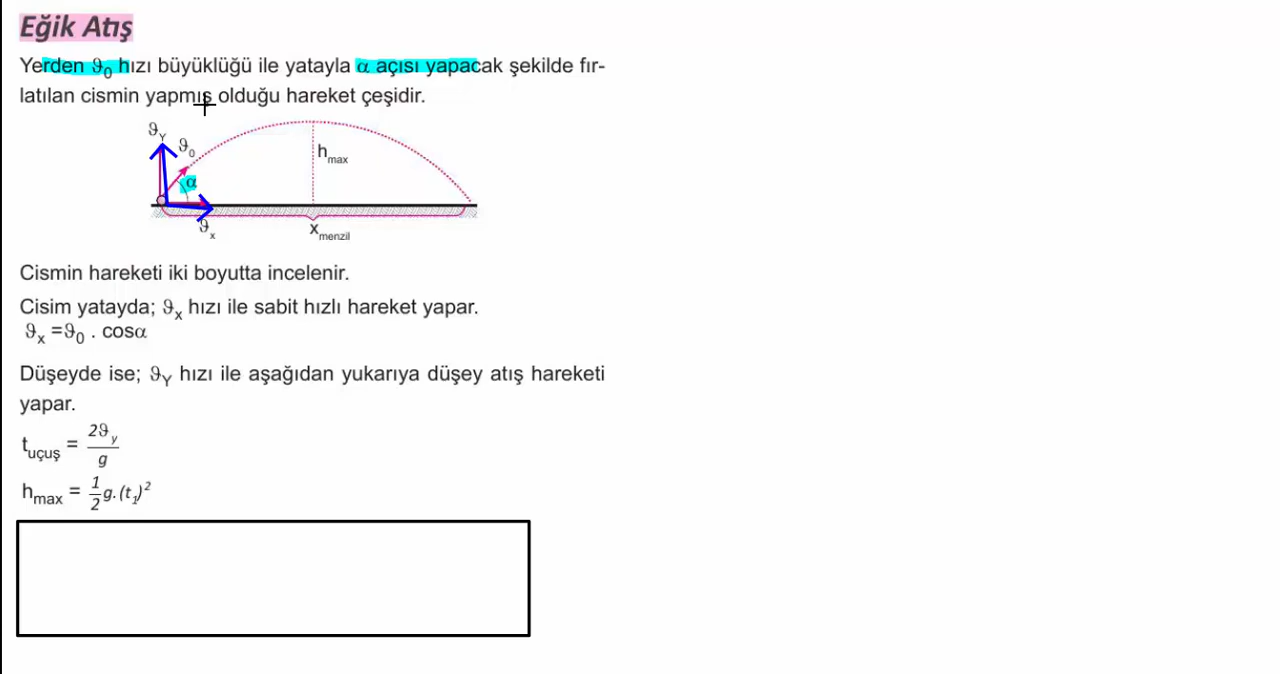 Eğik Atış
Yerden ϑ0 hızı büyüklüğü ile yatayla α açısı yapacak şekilde fır-
latılan cismin yapmış olduğu hareket çeşididir.
ϑY
ϑ0
hmax
α
ϑx
xmenzil
Cismin hareketi iki boyutta incelenir.
Cisim yatayda; ϑx hızı ile sabit hızlı hareket yapar.
ϑx =ϑ0 . cosα
Düşeyde ise; ϑY hızı ile aşağıdan yukarıya düşey atış hareketi
yapar.
tuçuş = 2ϑy/g
hmax = 1/2 g.(t1)²